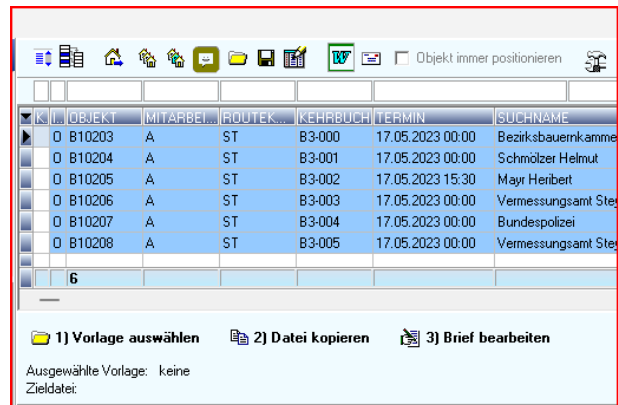 W Objekt immer positionieren
K. I.. OBJEKT MITARBEI... ROUTEK... KEHRBUCH TERMIN SUCHNAME
0 B10203 A ST B3-000 17.05.2023 00:00 Bezirksbauernkamme
0 B10204 A ST B3-001 17.05.2023 00:00 Schmölzer Helmut
0 B10205 A ST B3-002 17.05.2023 15:30 Mayr Heribert
0 B10206 A ST B3-003 17.05.2023 00:00 Vermessungsamt Ste
0 B10207 A ST B3-004 17.05.2023 00:00 Bundespolizei
0 B10208 A ST B3-005 17.05.2023 00:00 Vermessungsamt Ste
6
1) Vorlage auswählen 2) Datei kopieren 3) Brief bearbeiten
Ausgewählte Vorlage: keine
Zieldatei: